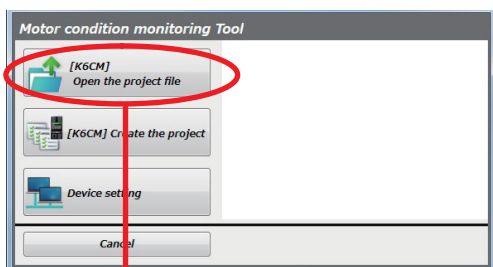 Motor condition monitoring Tool
[K6CM]
Open the project file
[K6CM] Create the project
Device setting
Cancel